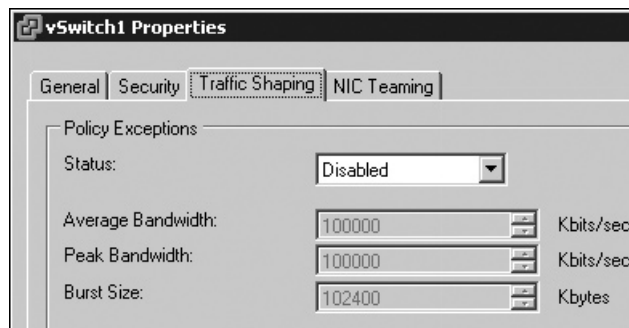 vSwitch1 Properties
General Security Traffic Shaping NIC Teaming
Policy Exceptions
Status: Disabled
Average Bandwidth: 100000 Kbits/sec
Peak Bandwidth: 100000 Kbits/sec
Burst Size: 102400 Kbytes